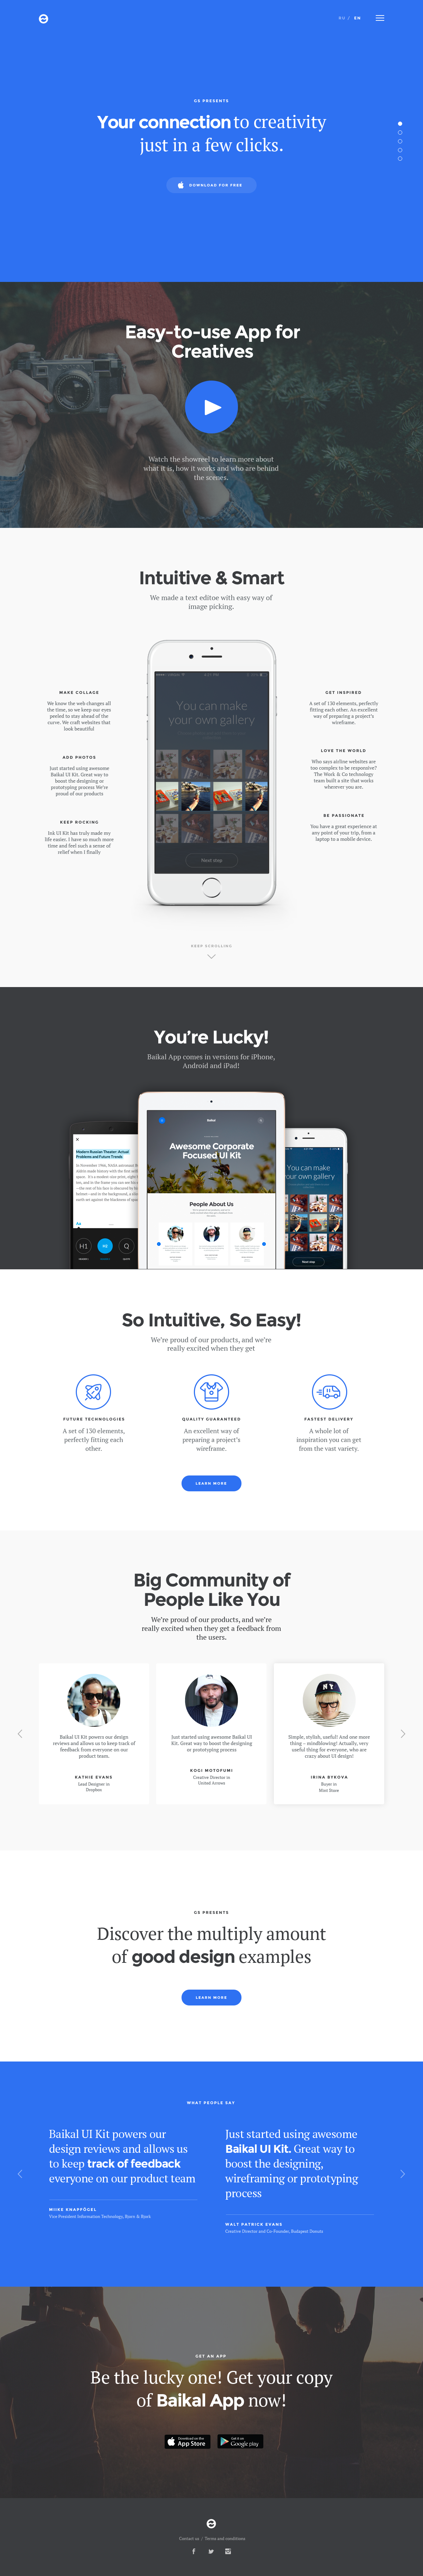 RU / EN
GS PRESENTS
Your connection to creativity
just in a few clicks.
DOWNLOAD FOR FREE
Easy-to-use App for
Creatives
Watch the showreel to learn more about
what it is, how it works and who are behind
the scenes.
Intuitive & Smart
We made a text editoe with easy way of
image picking.
MAKE COLLAGE
We know the web changes all
the time, so we keep our eyes
peeled to stay ahead of the
curve. We craft websites that
look beautiful
ADD PHOTOS
Just started using awesome
Baikal UI Kit. Great way to
boost the designing or
prototyping process We're
proud of our products
KEEP ROCKING
Ink UI Kit has truly made my
life easier. I have so much more
time and feel such a sense of
relief when I finally
You can make
your own gallery
Next step
GET INSPIRED
A set of 130 elements, perfectly
fitting each other. An excellent
way of preparing a project's
wireframe.
LOVE THE WORLD
Who says airline websites are
too complex to be responsive?
The Work & Co technology
team built a site that works
wherever you are.
BE PASSIONATE
You have a great experience at
any point of your trip, from a
laptop to a mobile device.
KEEP SCROLLING
You're Lucky!
Baikal App comes in versions for iPhone,
Android and iPad!
Modern Russian Theater: Actual
Problems and Future Trends
Aa
H1
H2
Q
Baikal
Awesome Corporate
Focused UI Kit
People About Us
You can make
your own gallery
Next step
So Intuitive, So Easy!
We're proud of our products, and we're
really excited when they get
FUTURE TECHNOLOGIES
A set of 130 elements,
perfectly fitting each
other.
QUALITY GUARANTEED
An excellent way of
preparing a project's
wireframe.
FASTEST DELIVERY
A whole lot of
inspiration you can get
from the vast variety.
LEARN MORE
Big Community of
People Like You
We're proud of our products, and we're
really excited when they get a feedback from
the users.
Baikal UI Kit powers our design
reviews and allows us to keep track of
feedback from everyone on our
product team.
KATHIE EVANS
Lead Designer in
Dropbox
Just started using awesome Baikal UI
Kit. Great way to boost the designing
or prototyping process
KOGI MOTOFUMI
Creative Director in
United Arrows
Simple, stylish, useful! And one more
thing – mindblowing! Actually, very
useful thing for everyone, who are
crazy about UI design!
IRINA BYKOVA
Buyer in
Mint Store
GS PRESENTS
Discover the multiply amount
of good design examples
LEARN MORE
WHAT PEOPLE SAY
Baikal UI Kit powers our
design reviews and allows us
to keep track of feedback
everyone on our product team
MIIKE KNAPFÖGEL
Vice President Information Technology, Bjorn & Bjork
Just started using awesome
Baikal UI Kit. Great way to
boost the designing,
wireframing or prototyping
process
WALT PATRICK EVANS
Creative Director and Co-Founder, Budapest Donuts
GET AN APP
Be the lucky one! Get your copy
of Baikal App now!
Download on the
App Store
Get it on
Google play
Contact us / Terms and conditions